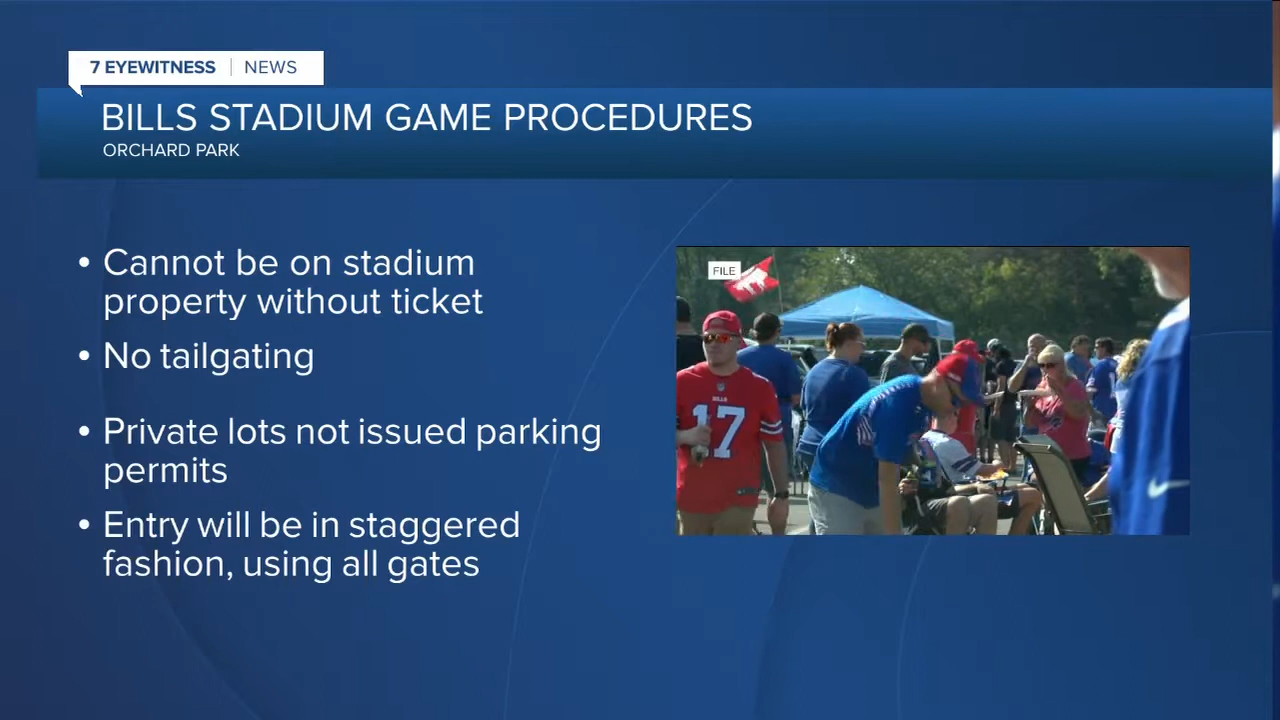 7 EYEWITNESS | NEWS
BILLS STADIUM GAME PROCEDURES
ORCHARD PARK
• Cannot be on stadium
property without ticket
• No tailgating
• Private lots not issued parking
permits
• Entry will be in staggered
fashion, using all gates
FILE
BILLS
17